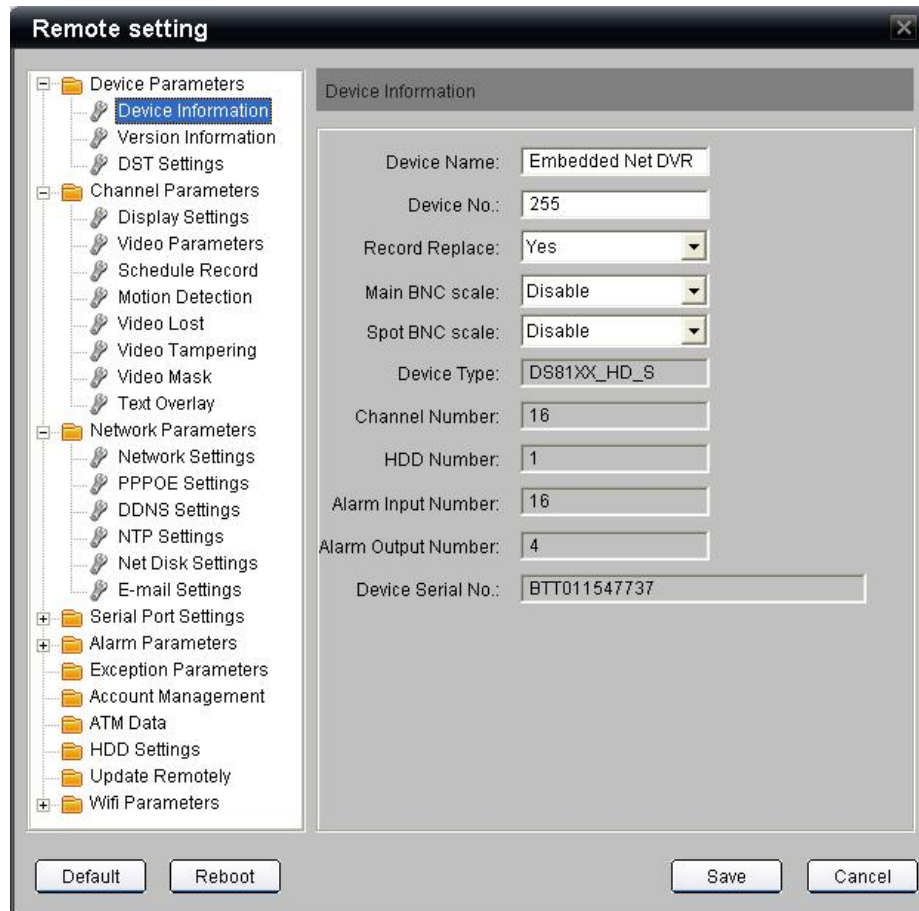 Remote setting
Device Parameters
Device Information
Version Information
DST Settings
Channel Parameters
Display Settings
Video Parameters
Schedule Record
Motion Detection
Video Lost
Video Tampering
Video Mask
Text Overlay
Network Parameters
Network Settings
PPPOE Settings
DDNS Settings
NTP Settings
Net Disk Settings
E-mail Settings
Serial Port Settings
Alarm Parameters
Exception Parameters
Account Management
ATM Data
HDD Settings
Update Remotely
Wifi Parameters
Device Information
Device Name: Embedded Net DVR
Device No.: 255
Record Replace: Yes
Main BNC scale: Disable
Spot BNC scale: Disable
Device Type: DS81XX_HD_S
Channel Number: 16
HDD Number: 1
Alarm Input Number: 16
Alarm Output Number: 4
Device Serial No.: BTT011547737
Default Reboot Save Cancel